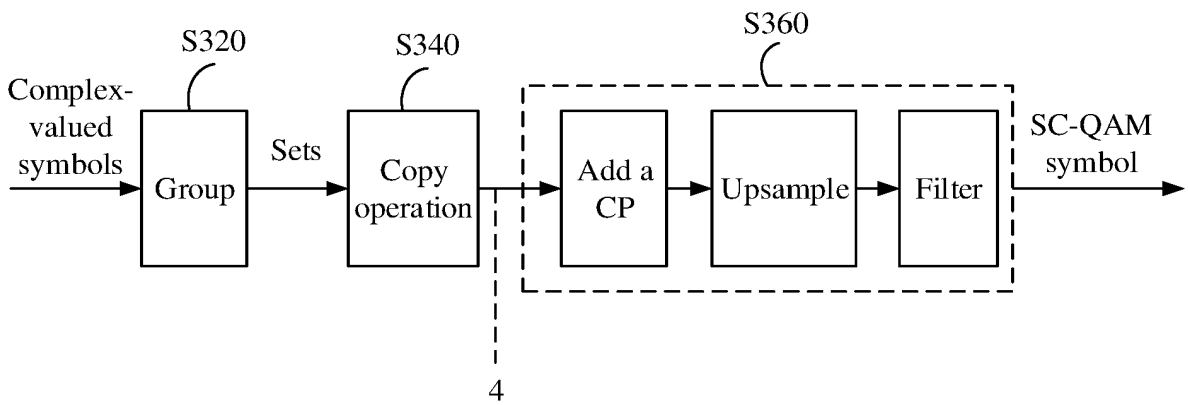 S320
S340
S360
Complex-
valued
symbols
Group
Sets
Copy
operation
Add a
CP
Upsample
Filter
SC-QAM
symbol
4